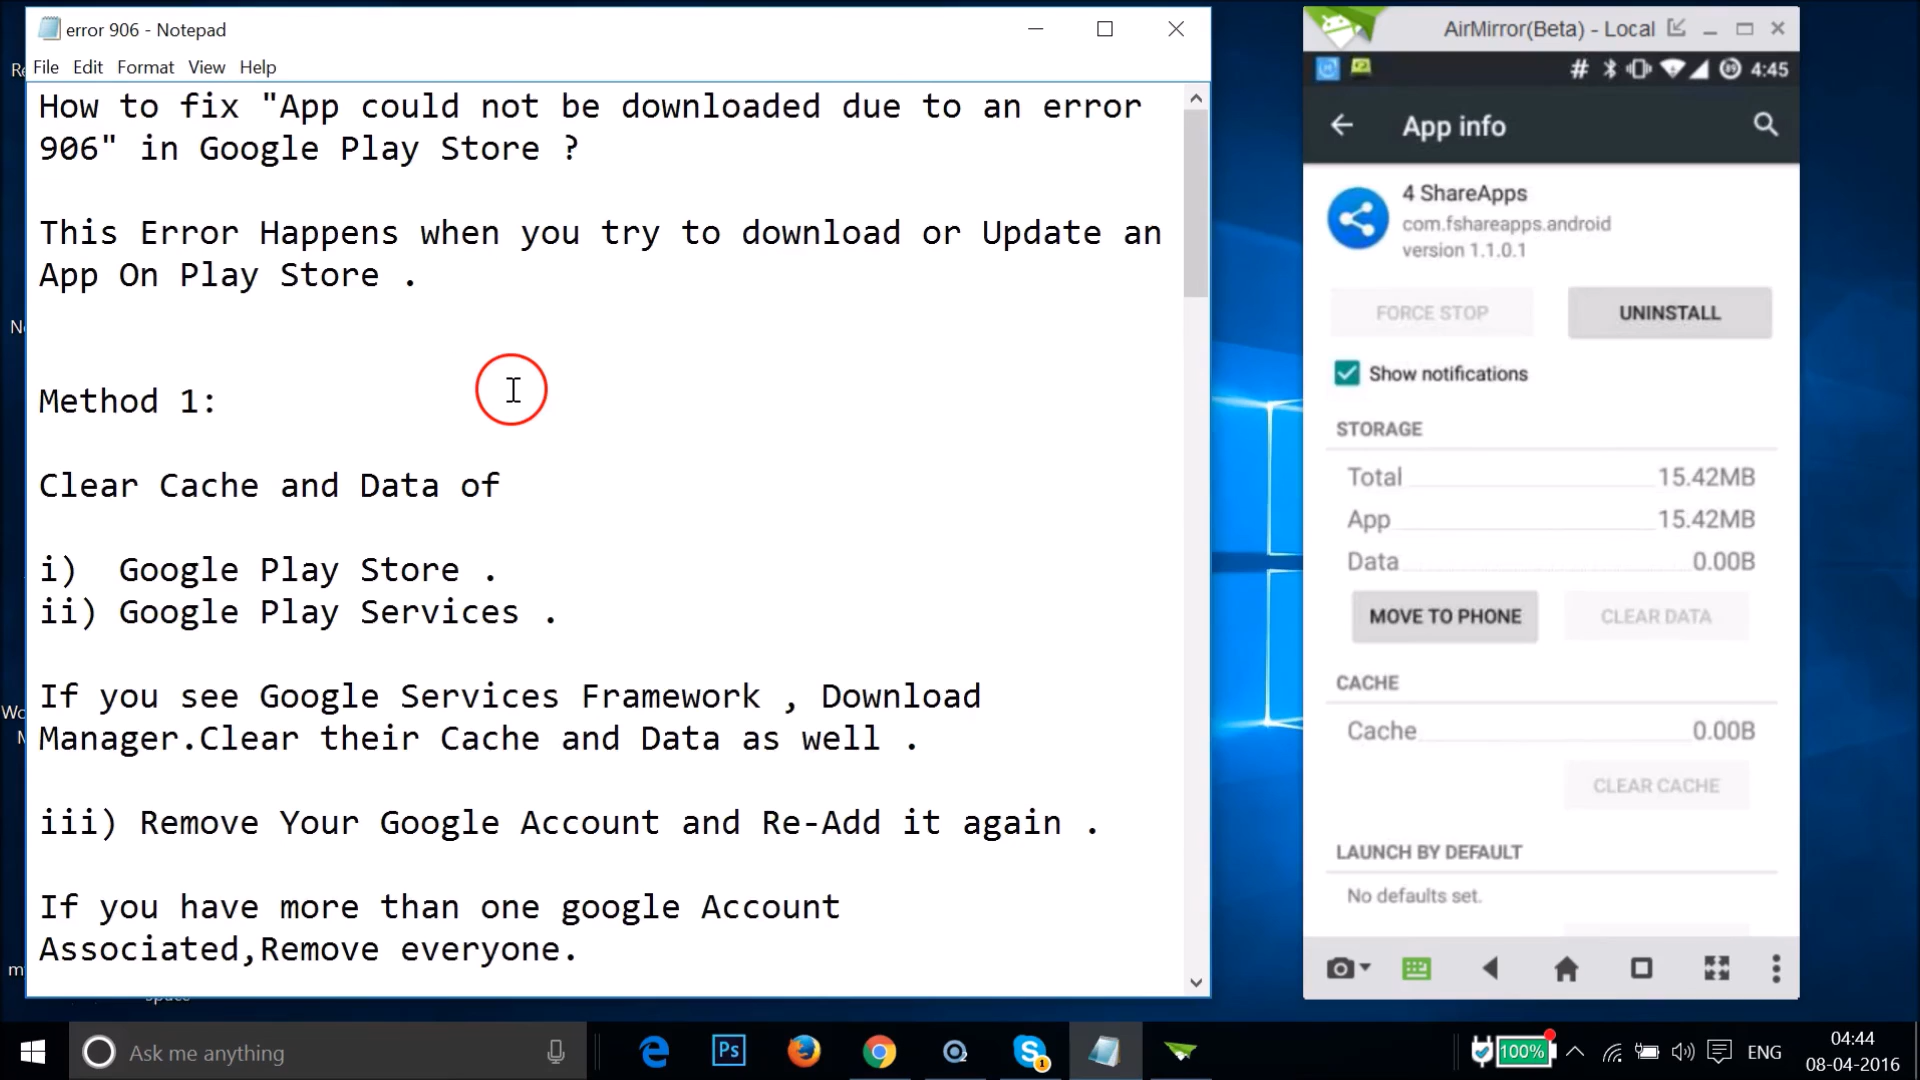 error 906 - Notepad
File Edit Format View Help
How to fix "App could not be downloaded due to an error
906" in Google Play Store ?
This Error Happens when you try to download or Update an
App On Play Store .
Method 1:
Clear Cache and Data of
i)  Google Play Store .
ii) Google Play Services .
If you see Google Services Framework , Download
Manager.Clear their Cache and Data as well .
iii) Remove Your Google Account and Re-Add it again .
If you have more than one google Account
Associated,Remove everyone.
AirMirror(Beta) - Local
# 89 4:45
App info
4 ShareApps
com.fshareapps.android
version 1.1.0.1
FORCE STOP UNINSTALL
Show notifications
STORAGE
Total 15.42MB
App 15.42MB
Data 0.00B
MOVE TO PHONE CLEAR DATA
CACHE
Cache 0.00B
CLEAR CACHE
LAUNCH BY DEFAULT
No defaults set.
space
Ask me anything
Ps
1
100%
ENG
04:44
08-04-2016